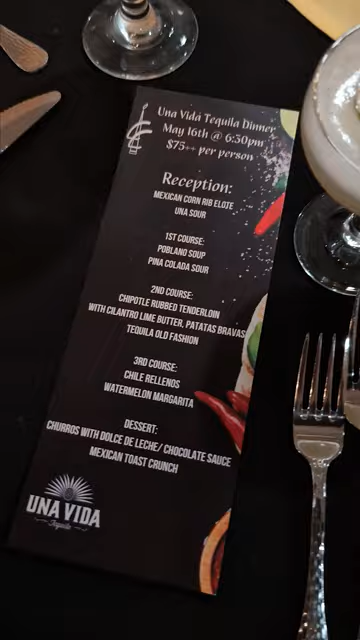 Una Vida Tequila Dinner
May 16th @ 6:30pm
$75++ per person
Reception:
MEXICAN CORN RIB ELOTE
UNA SOUR
1ST COURSE:
POBLANO SOUP
PINA COLADA SOUR
2ND COURSE:
CHIPOTLE RUBBED TENDERLOIN
WITH CILANTRO LIME BUTTER, PATATAS BRAVAS
TEQUILA OLD FASHION
3RD COURSE:
CHILE RELLENOS
WATERMELON MARGARITA
DESSERT:
CHURROS WITH DOLCE DE LECHE/ CHOCOLATE SAUCE
MEXICAN TOAST CRUNCH
UNA VIDA
Tequila